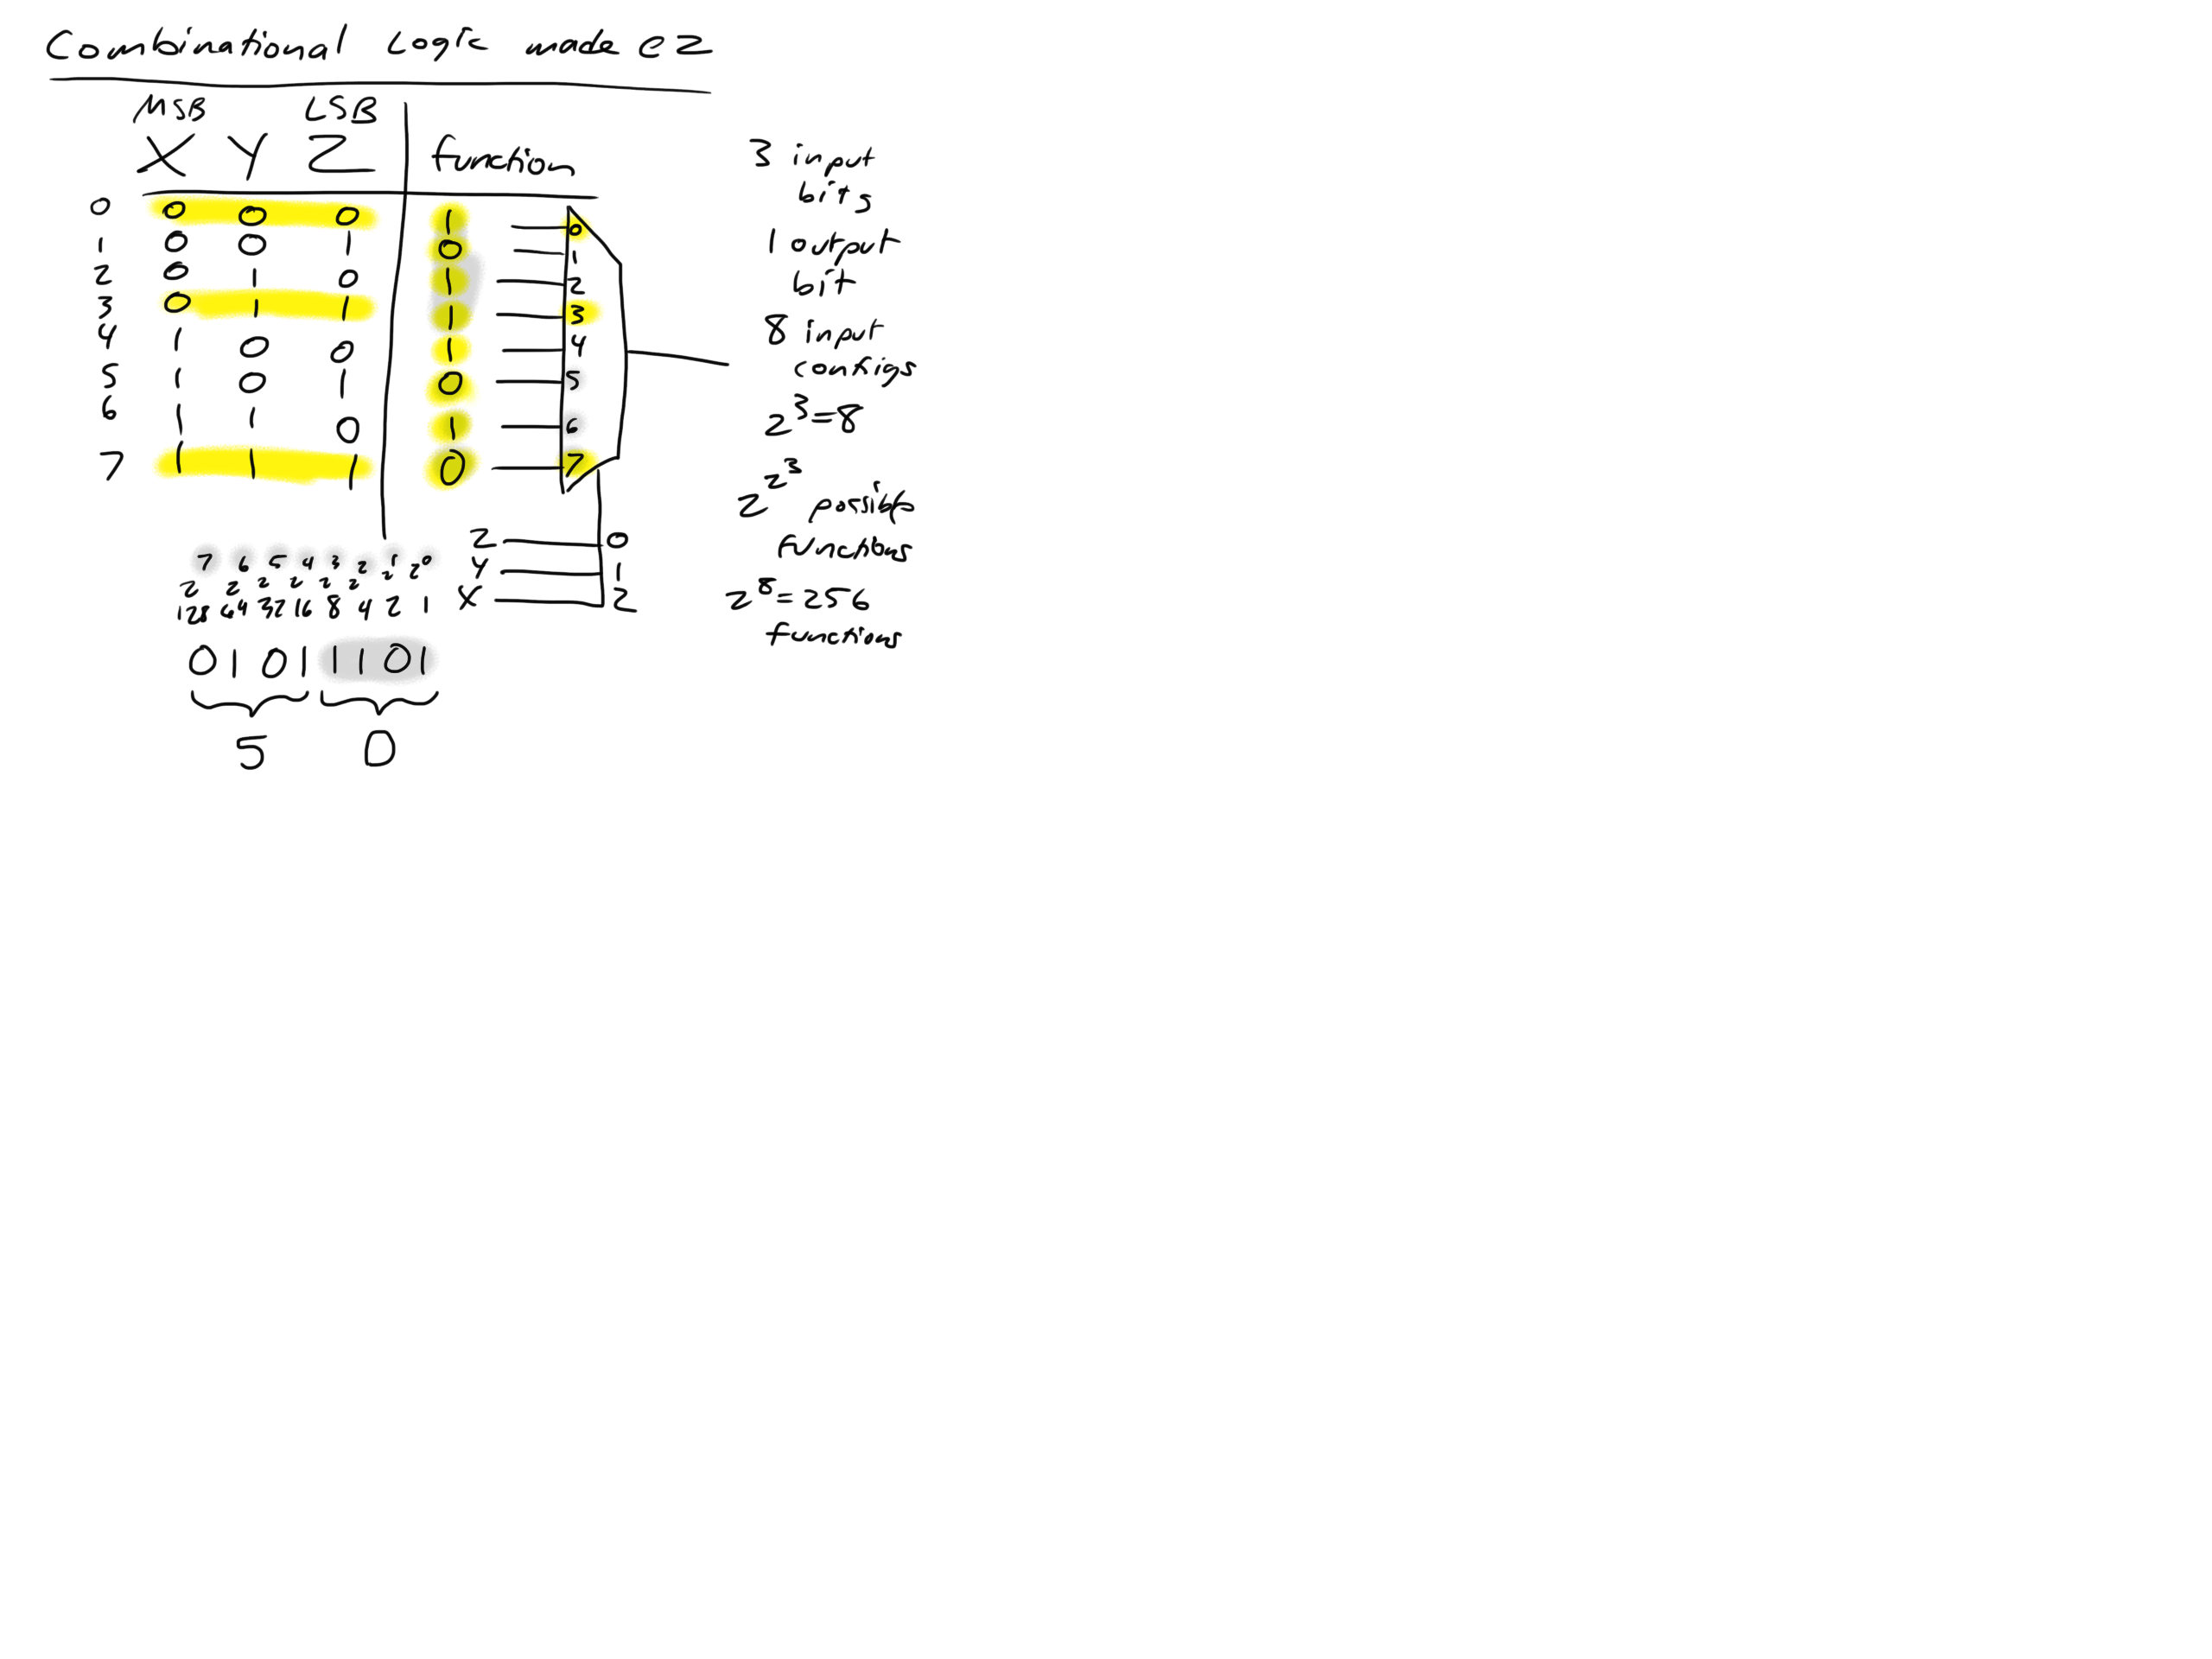 Combinational Logic made ez
MSB LSB
X Y Z function
0 0 0 0 1 0
1 0 0 1 0 1
2 0 1 0 1 2
3 0 1 1 1 3
4 1 0 0 1 4
5 1 0 1 0 5
6 1 1 0 1 6
7 1 1 1 0 7
Z 0
Y 1
X 2
2^7 2^6 2^5 2^4 2^3 2^2 2^1 2^0
128 64 32 16 8 4 2 1
0 1 0 1 1 1 0 1
5 D
3 input
bits
1 output
bit
8 input
configs
2^3=8
2^2^3 possible
functions
2^8=256
functions